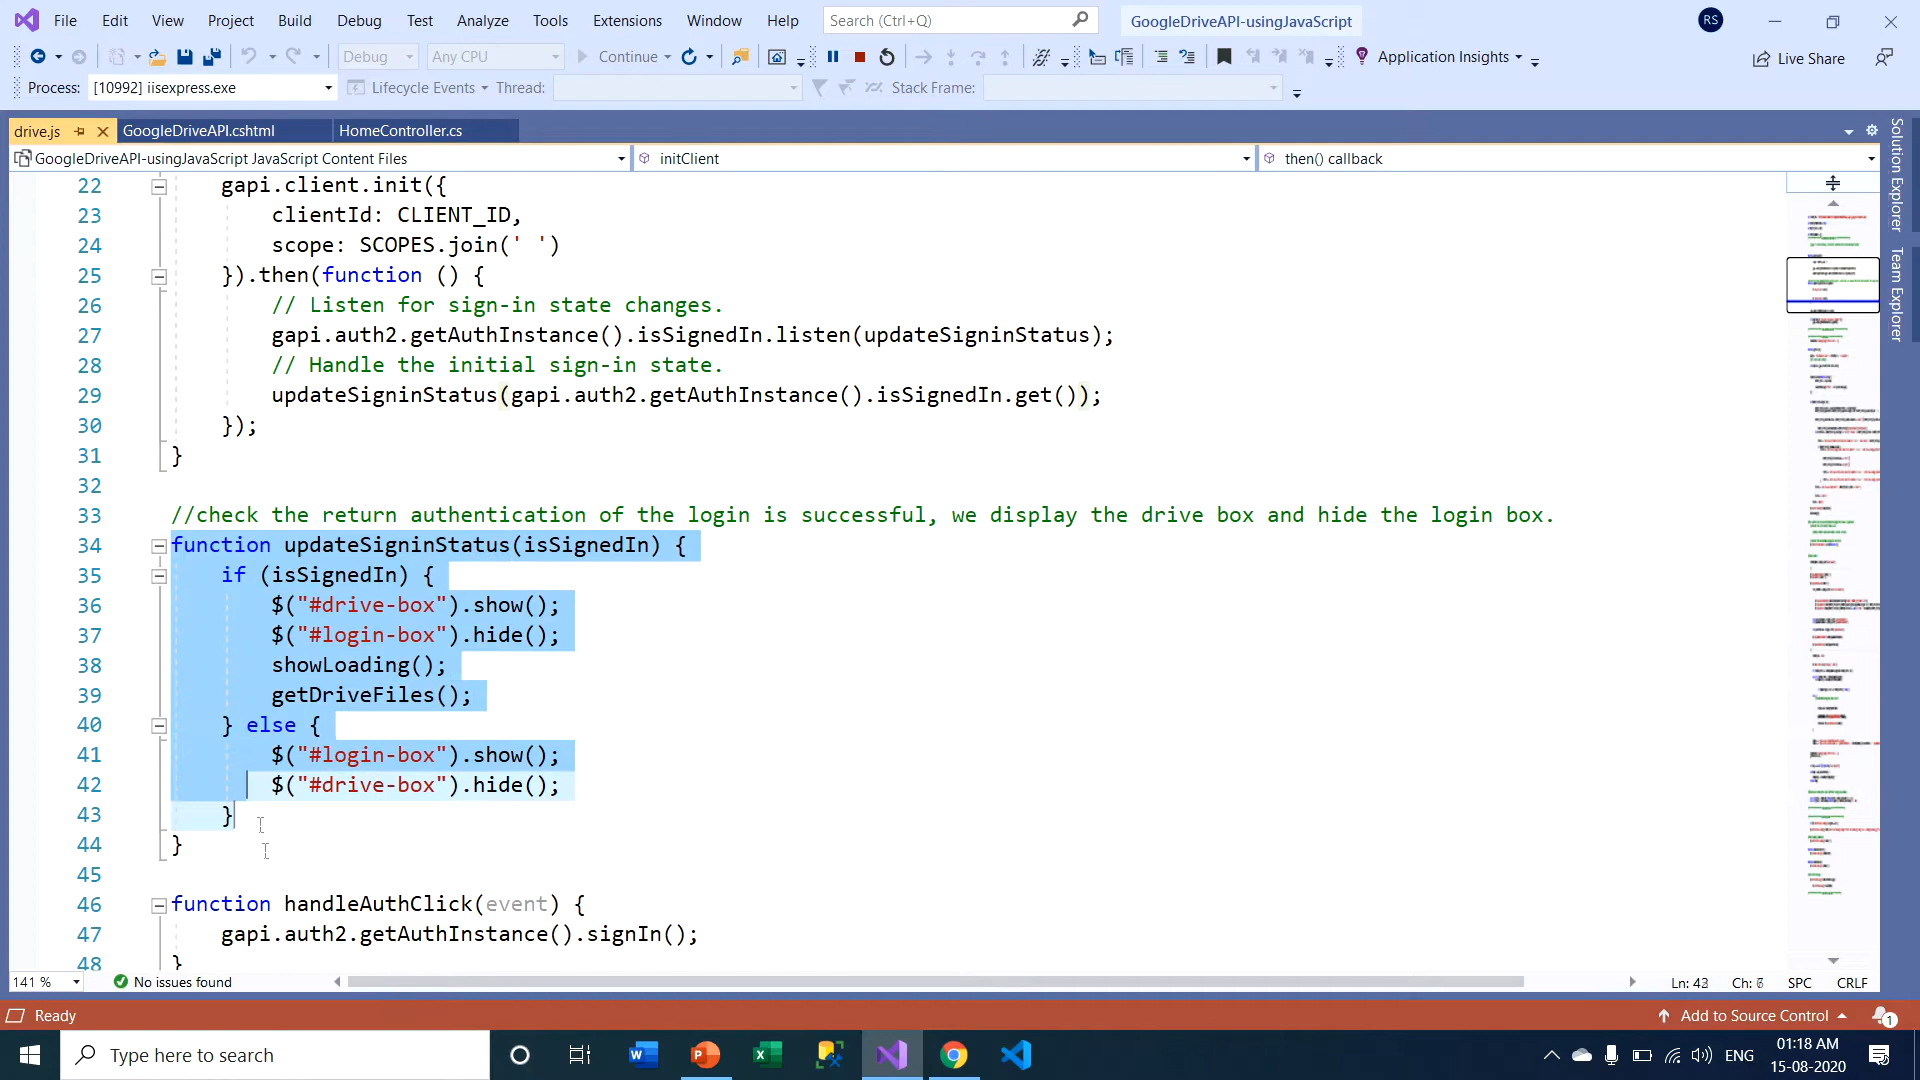 File Edit View Project Build Debug Test Analyze Tools Extensions Window Help Search (Ctrl+Q) GoogleDriveAPI-usingJavaScript RS
Debug Any CPU Continue Application Insights Live Share
Process: [10992] iisexpress.exe Lifecycle Events Thread: Stack Frame:
drive.js GoogleDriveAPI.cshtml HomeController.cs
GoogleDriveAPI-usingJavaScript JavaScript Content Files initClient then() callback
Solution Explorer
Team Explorer
22 gapi.client.init({
23 clientId: CLIENT_ID,
24 scope: SCOPES.join(' ')
25 }).then(function () {
26 // Listen for sign-in state changes.
27 gapi.auth2.getAuthInstance().isSignedIn.listen(updateSigninStatus);
28 // Handle the initial sign-in state.
29 updateSigninStatus(gapi.auth2.getAuthInstance().isSignedIn.get());
30 });
31 }
32
33 //check the return authentication of the login is successful, we display the drive box and hide the login box.
34 function updateSigninStatus(isSignedIn) {
35 if (isSignedIn) {
36 $("#drive-box").show();
37 $("#login-box").hide();
38 showLoading();
39 getDriveFiles();
40 } else {
41 $("#login-box").show();
42 $("#drive-box").hide();
43 }
44 }
45
46 function handleAuthClick(event) {
47 gapi.auth2.getAuthInstance().signIn();
48 }
141 % No issues found Ln: 43 Ch: 6 SPC CRLF
Ready Add to Source Control 1
Type here to search ENG 01:18 AM
15-08-2020